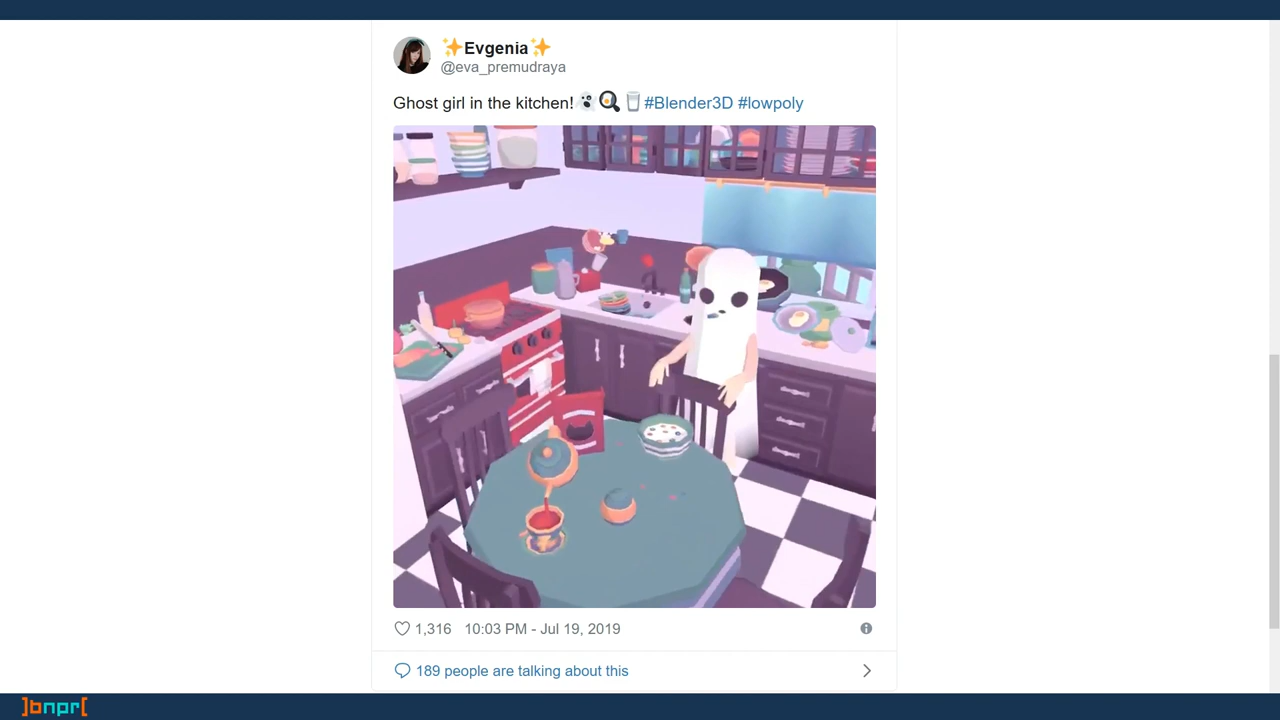 ✨Evgenia✨
@eva_premudraya
Ghost girl in the kitchen!👻🍳🥛#Blender3D #lowpoly
1,316 10:03 PM - Jul 19, 2019
189 people are talking about this
]bnpr[